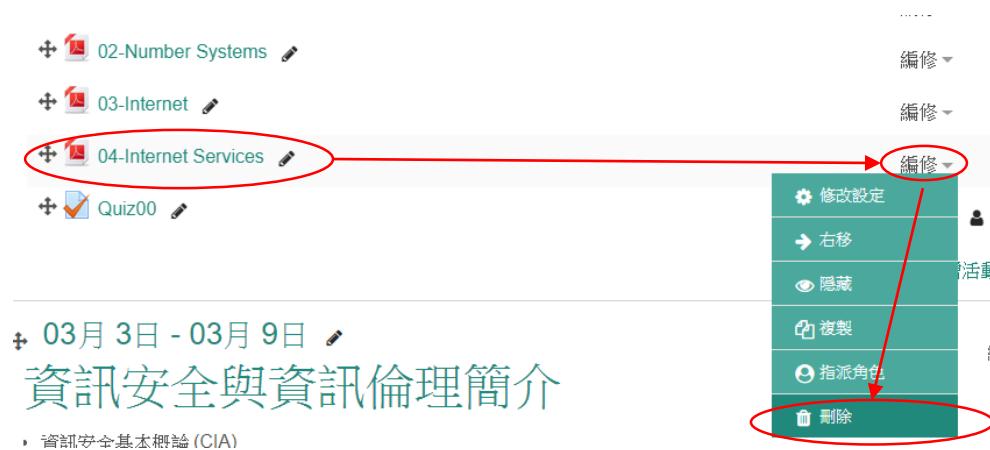 02-Number Systems
編修
03-Internet
編修
04-Internet Services
編修
Quiz00
修改設定
右移
活動
隱藏
複製
指派角色
刪除
03月 3日 - 03月 9日
資訊安全與資訊倫理簡介
資訊安全基本概論 (CIA)